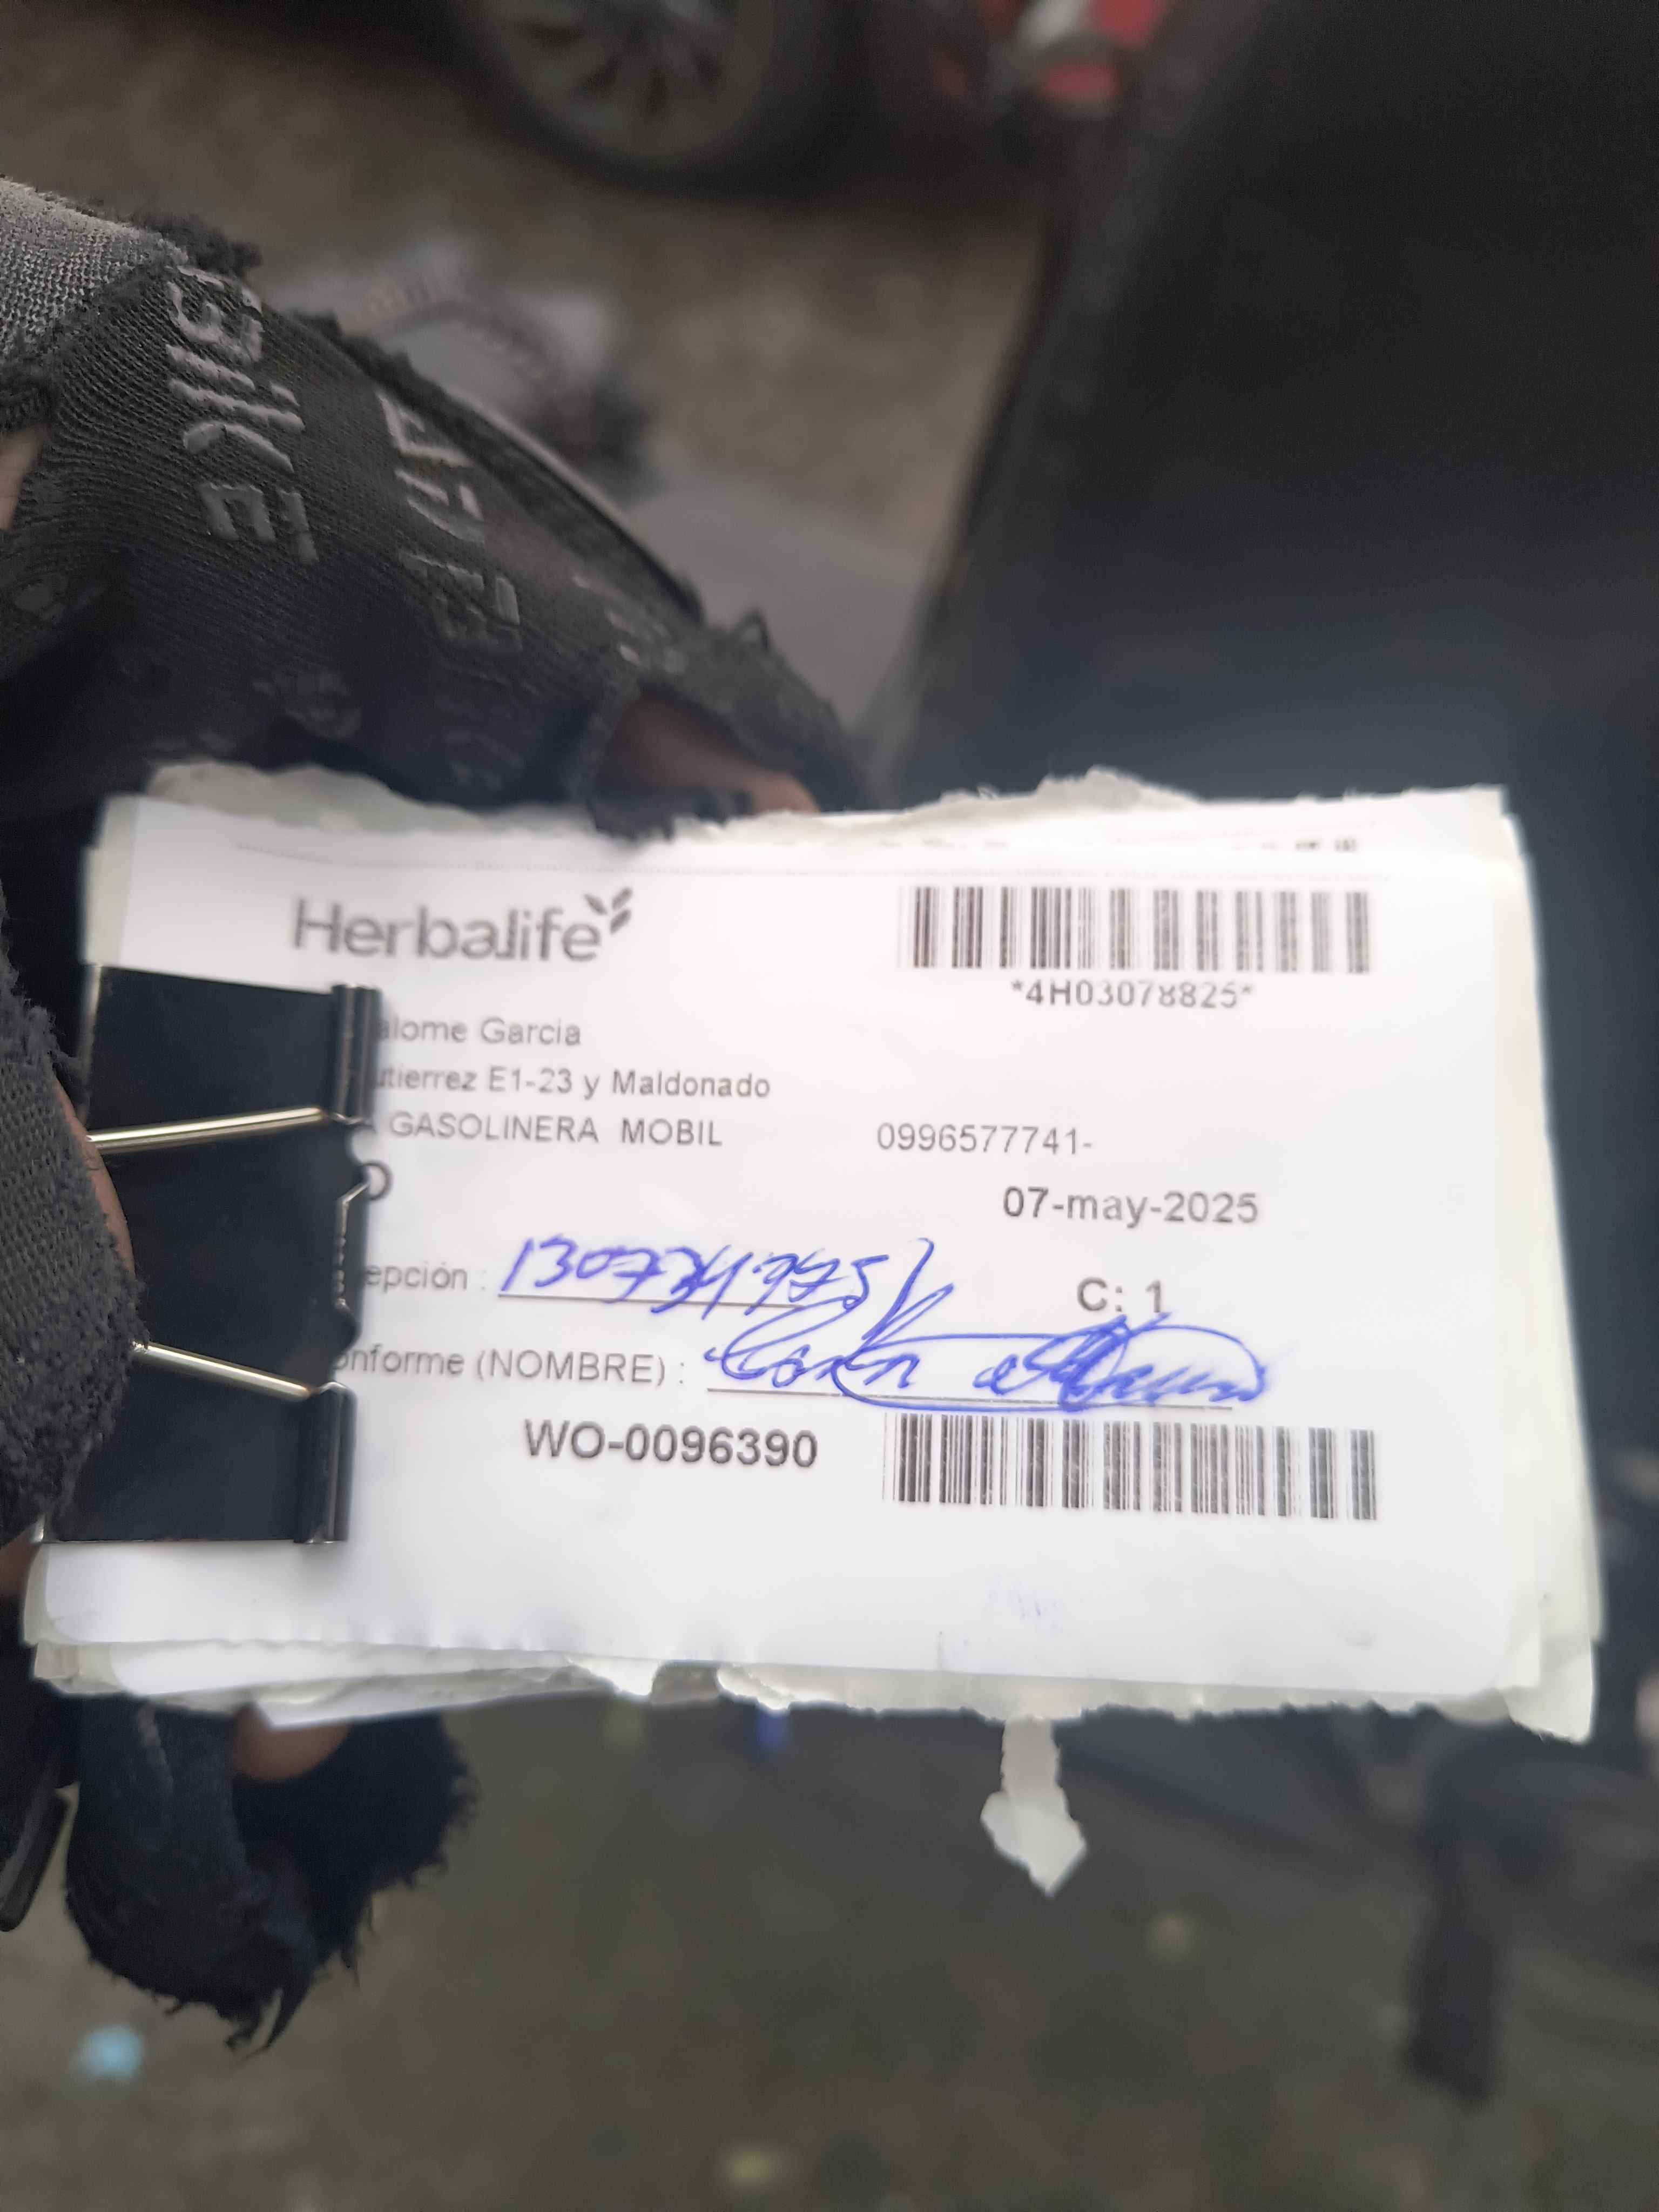 Herbalife
*4H03078825*
alome Garcia
utierrez E1-23 y Maldonado
A GASOLINERA MOBIL 0996577741-
O
07-may-2025
epción :
C: 1
onforme (NOMBRE) :
WO-0096390